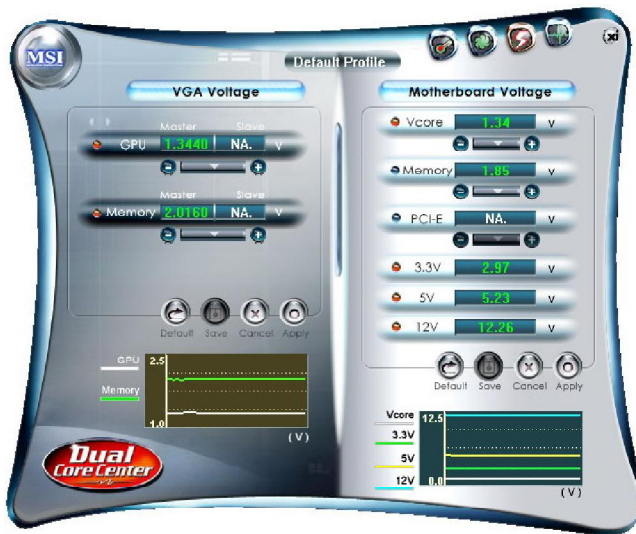 MSI
xi
Default Profile
VGA Voltage
Master Slave
GPU 1.3440 NA. V
Master Slave
Memory 2.0160 NA. V
Default Save Cancel Apply
GPU
Memory
2.5
1.0
(V)
Dual
Core Center
Motherboard Voltage
Vcore 1.34 V
Memory 1.85 V
PCI-E NA. V
3.3V 2.97 V
5V 5.23 V
12V 12.26 V
Default Save Cancel Apply
Vcore
3.3V
5V
12V
12.5
0.0
(V)